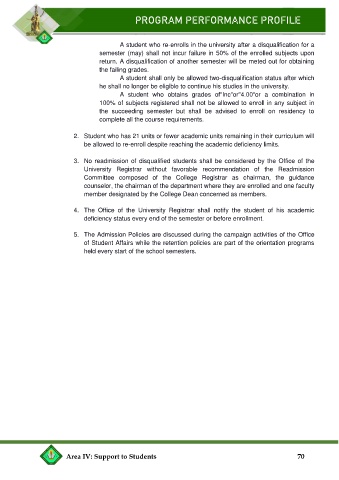 PROGRAM PERFORMANCE PROFILE
A student who re-enrolls in the university after a disqualification for a
semester (may) shall not incur failure in 50% of the enrolled subjects upon
return. A disqualification of another semester will be meted out for obtaining
the failing grades.
A student shall only be allowed two-disqualification status after which
he shall no longer be eligible to continue his studies in the university.
A student who obtains grades of"Inc"or"4.00"or a combination in
100% of subjects registered shall not be allowed to enroll in any subject in
the succeeding semester but shall be advised to enroll on residency to
complete all the course requirements.
2. Student who has 21 units or fewer academic units remaining in their curriculum will
be allowed to re-enroll despite reaching the academic deficiency limits.
3. No readmission of disqualified students shall be considered by the Office of the
University Registrar without favorable recommendation of the Readmission
Committee composed of the College Registrar as chairman, the guidance
counselor, the chairman of the department where they are enrolled and one faculty
member designated by the College Dean concerned as members.
4. The Office of the University Registrar shall notify the student of his academic
deficiency status every end of the semester or before enrollment.
5. The Admission Policies are discussed during the campaign activities of the Office
of Student Affairs while the retention policies are part of the orientation programs
held every start of the school semesters.
Area IV: Support to Students 70